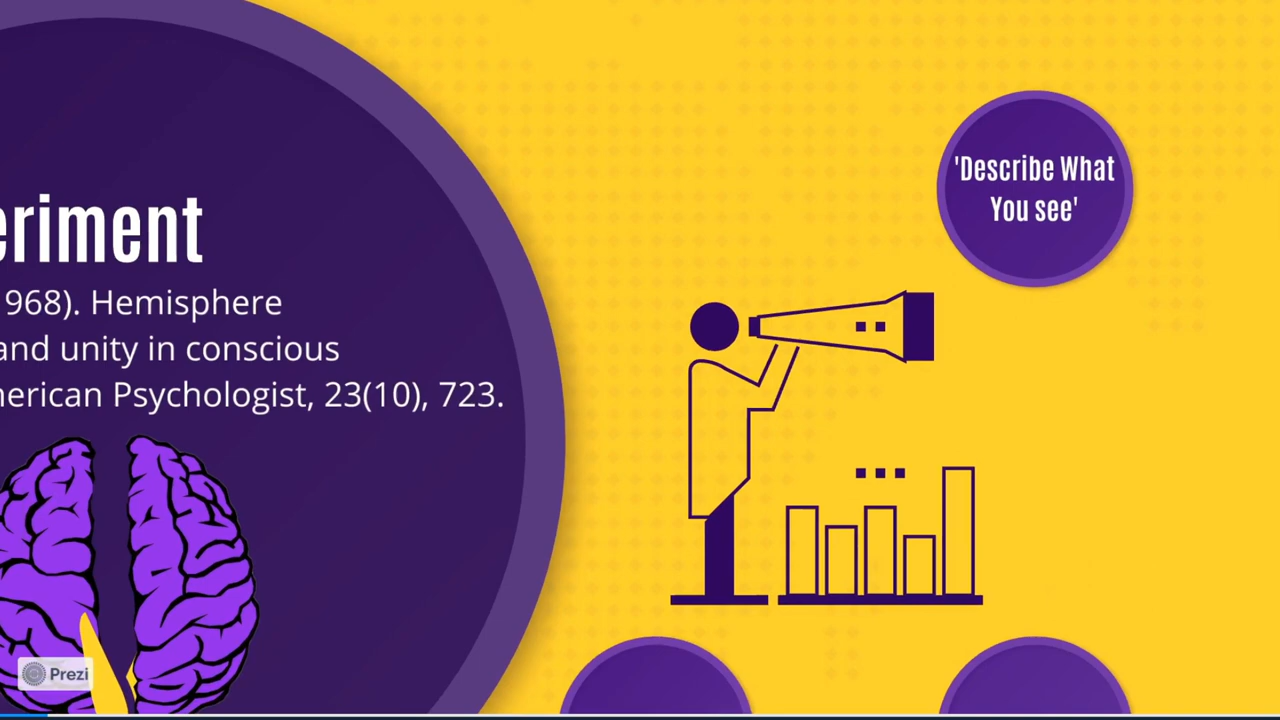 eriment
968). Hemisphere
and unity in conscious
nerican Psychologist, 23(10), 723.
'Describe What
You see'
Prezi